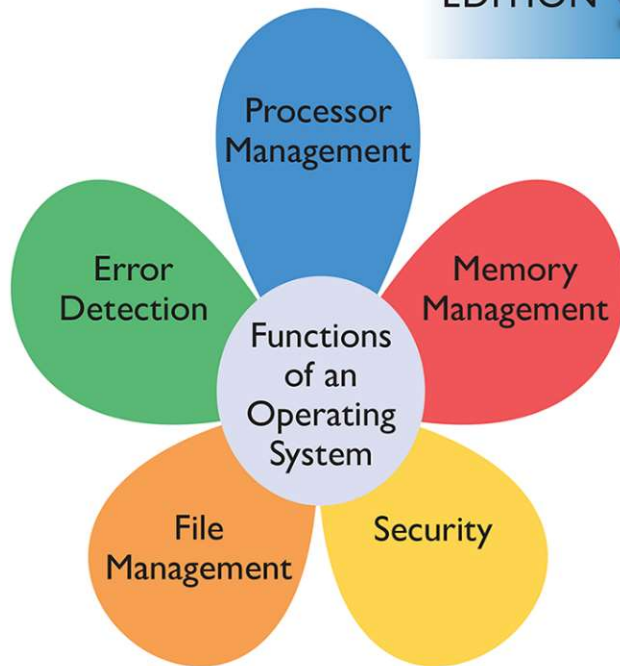 EDITION
Processor
Management
Error
Detection
Memory
Management
Functions
of an
Operating
System
File
Management
Security